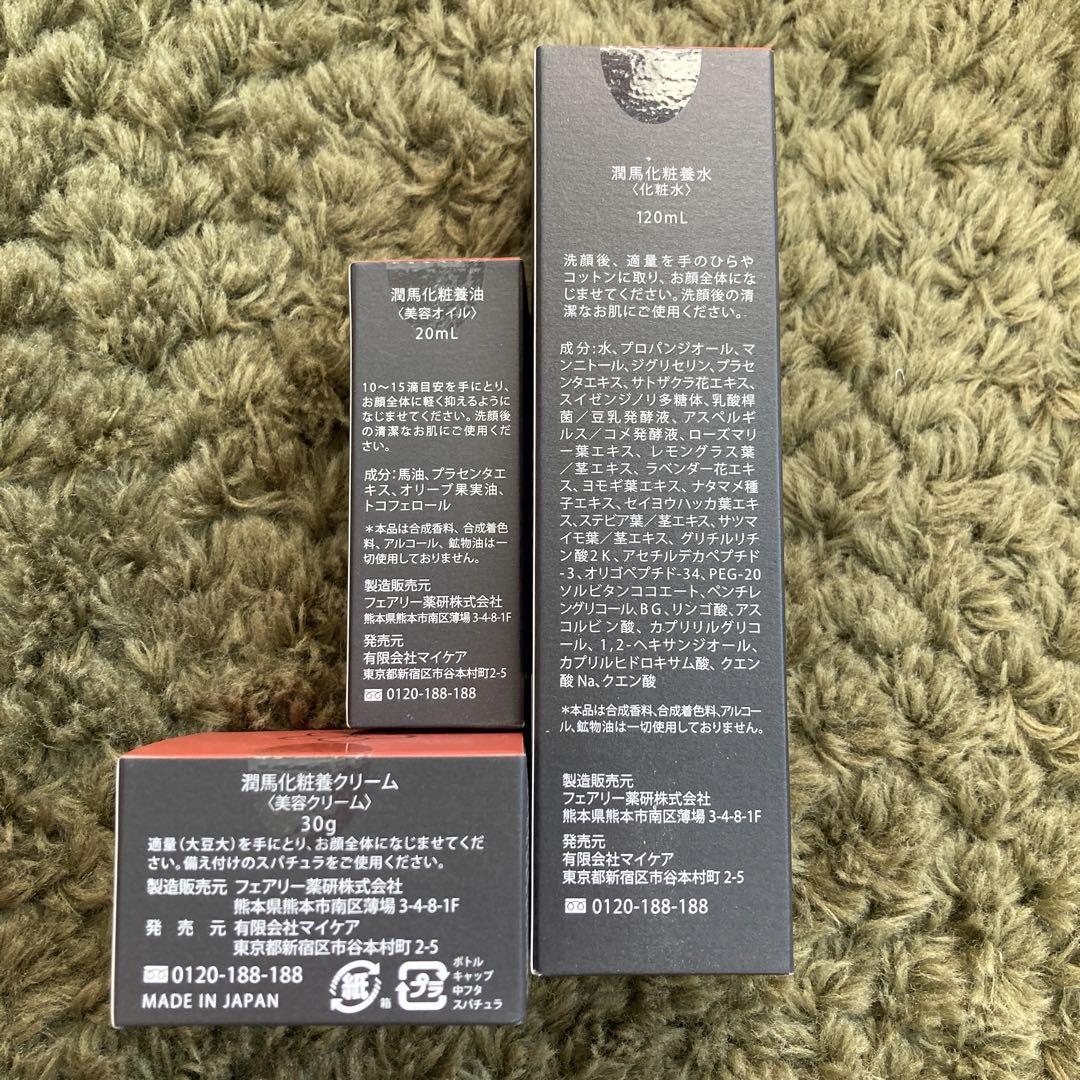 潤馬化粧養油
〈美容オイル〉
20mL
10〜15滴目安を手にとり、
お顔全体に軽く抑えるように
なじませてください。洗顔後
の清潔なお肌にご使用くださ
い。
成分:馬油、プラセンタエ
キス、オリーブ果実油、
トコフェロール
*本品は合成香料、合成着色
料、アルコール、鉱物油は一
切使用しておりません。
製造販売元
フェアリー薬研株式会社
熊本県熊本市南区薄場3-4-8-1F
発売元
有限会社マイケア
東京都新宿区市谷本村町2-5
0120-188-188
潤馬化粧養水
〈化粧水〉
120mL
洗顔後、適量を手のひらや
コットンに取り、お顔全体にな
じませてください。洗顔後の清
潔なお肌にご使用ください。
成分:水、プロパンジオール、マ
ンニトール、ジグリセリン、プラセ
ンタエキス、サトザクラ花エキス、
スイゼンジノリ多糖体、乳酸桿
菌/豆乳発酵液、アスペルギ
ルス/コメ発酵液、ローズマリ
ー葉エキス、レモングラス葉
/茎エキス、ラベンダー花エキ
ス、ヨモギ葉エキス、ナタマメ種
子エキス、セイヨウハッカ葉エキ
ス、ステビア葉/茎エキス、サツマ
イモ葉/茎エキス、グリチルリチ
ン酸2K、アセチルデカペプチド
-3、オリゴペプチド-34、PEG-20
ソルビタンココエート、ペンチレ
ングリコール、BG、リンゴ酸、アス
コルビン酸、カプリリルグリコ
ール、1,2-ヘキサンジオール、
カプリルヒドロキサム酸、クエン
酸Na、クエン酸
*本品は合成香料、合成着色料、アルコー
ル、鉱物油は一切使用しておりません。
製造販売元
フェアリー薬研株式会社
熊本県熊本市南区薄場3-4-8-1F
発売元
有限会社マイケア
東京都新宿区市谷本村町2-5
0120-188-188
潤馬化粧養クリーム
〈美容クリーム〉
30g
適量(大豆大)を手にとり、お顔全体になじませてくだ
さい。備え付けのスパチュラをご使用ください。
製造販売元 フェアリー薬研株式会社
熊本県熊本市南区薄場3-4-8-1F
発売元 有限会社マイケア
東京都新宿区市谷本村町2-5
0120-188-188
MADE IN JAPAN
紙
箱
プラ
ボトル
キャップ
中フタ
スパチュラ